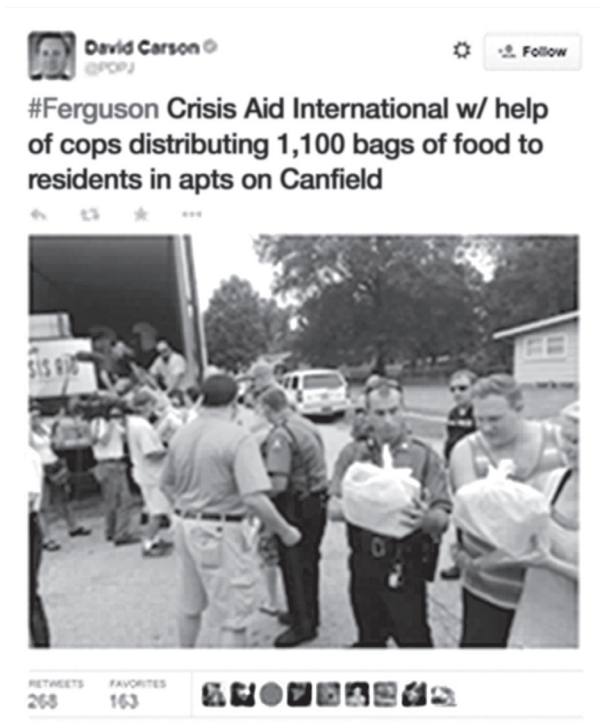 David Carson
@PDPJ
Follow
#Ferguson Crisis Aid International w/ help
of cops distributing 1,100 bags of food to
residents in apts on Canfield
SIS AID
RETWEETS
FAVORITES
268
163